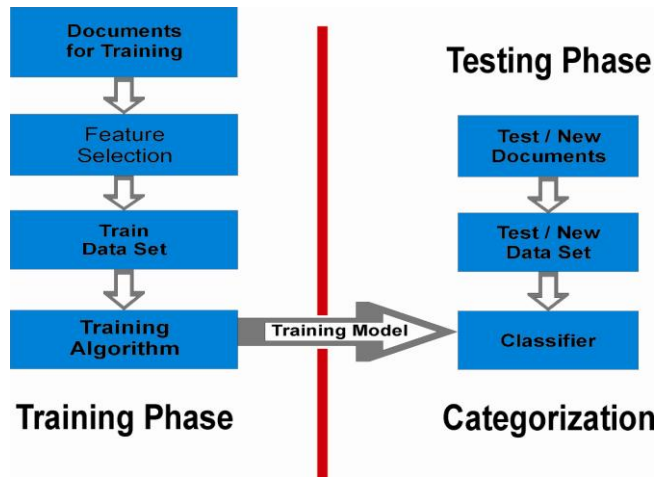 Documents
for Training
Feature
Selection
Train
Data Set
Training
Algorithm
Training Phase
Training Model
Testing Phase
Test / New
Documents
Test / New
Data Set
Classifier
Categorization